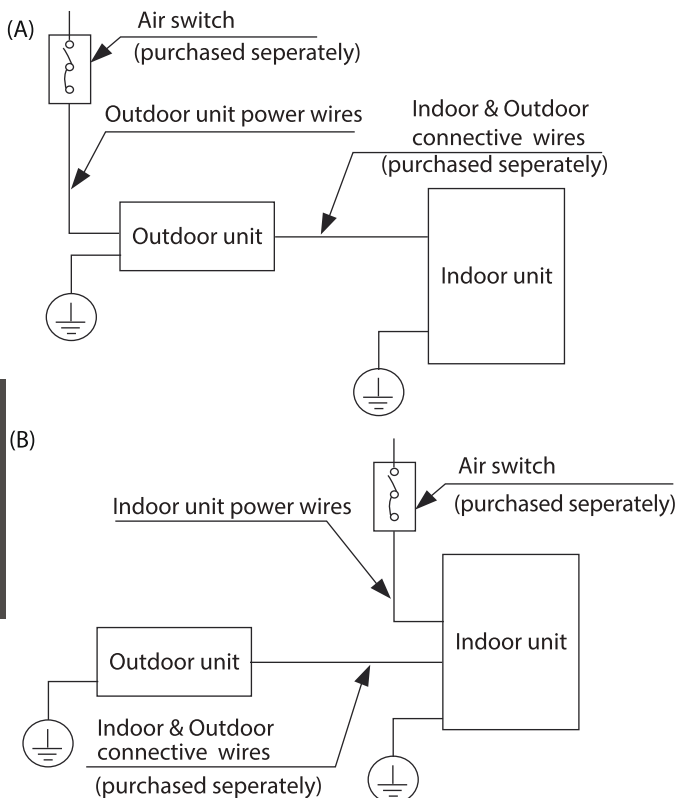 (A)
Air switch
(purchased seperately)
Outdoor unit power wires
Indoor & Outdoor
connective wires
(purchased seperately)
Outdoor unit
Indoor unit
(B)
Air switch
(purchased seperately)
Indoor unit power wires
Indoor unit
Outdoor unit
Indoor & Outdoor
connective wires
(purchased seperately)